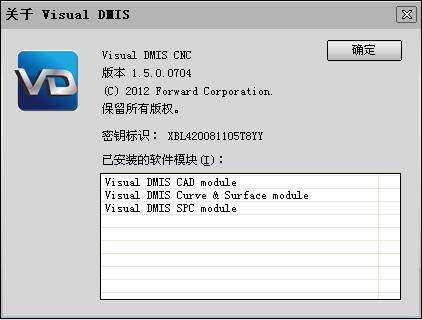 关于 Visual DMIS
VD
确定
Visual DMIS CNC
版本 1.5.0.0704
(C) 2012 Forward Corporation.
保留所有版权。
密钥标识： XBL420081105T8YY
已安装的软件模块(I)：
Visual DMIS CAD module
Visual DMIS Curve & Surface module
Visual DMIS SPC module